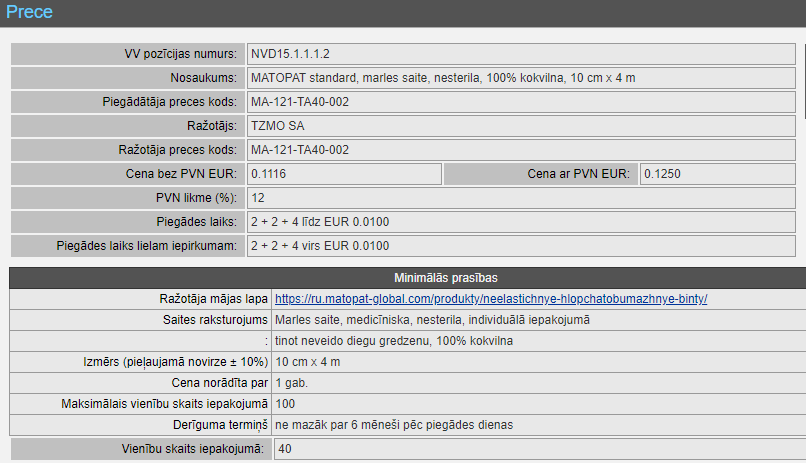 Prece
VV pozīcijas numurs: NVD15.1.1.1.2
Nosaukums: MATOPAT standard, marles saite, nesterila, 100% kokvilna, 10 cm x 4 m
Piegādātāja preces kods: MA-121-TA40-002
Ražotājs: TZMO SA
Ražotāja preces kods: MA-121-TA40-002
Cena bez PVN EUR: 0.1116 Cena ar PVN EUR: 0.1250
PVN likme (%): 12
Piegādes laiks: 2 + 2 + 4 līdz EUR 0.0100
Piegādes laiks lielam iepirkumam: 2 + 2 + 4 virs EUR 0.0100
Minimālās prasības
Ražotāja mājas lapa https://ru.matopat-global.com/produkty/neelastichnye-hlopchatobumazhnye-binty/
Saites raksturojums Marles saite, medicīniska, nesterila, individuālā iepakojumā
: tinot neveido diegu gredzenu, 100% kokvilna
Izmērs (pieļaujamā novirze ± 10%) 10 cm x 4 m
Cena norādīta par 1 gab.
Maksimālais vienību skaits iepakojumā 100
Derīguma termiņš ne mazāk par 6 mēneši pēc piegādes dienas
Vienību skaits iepakojumā: 40